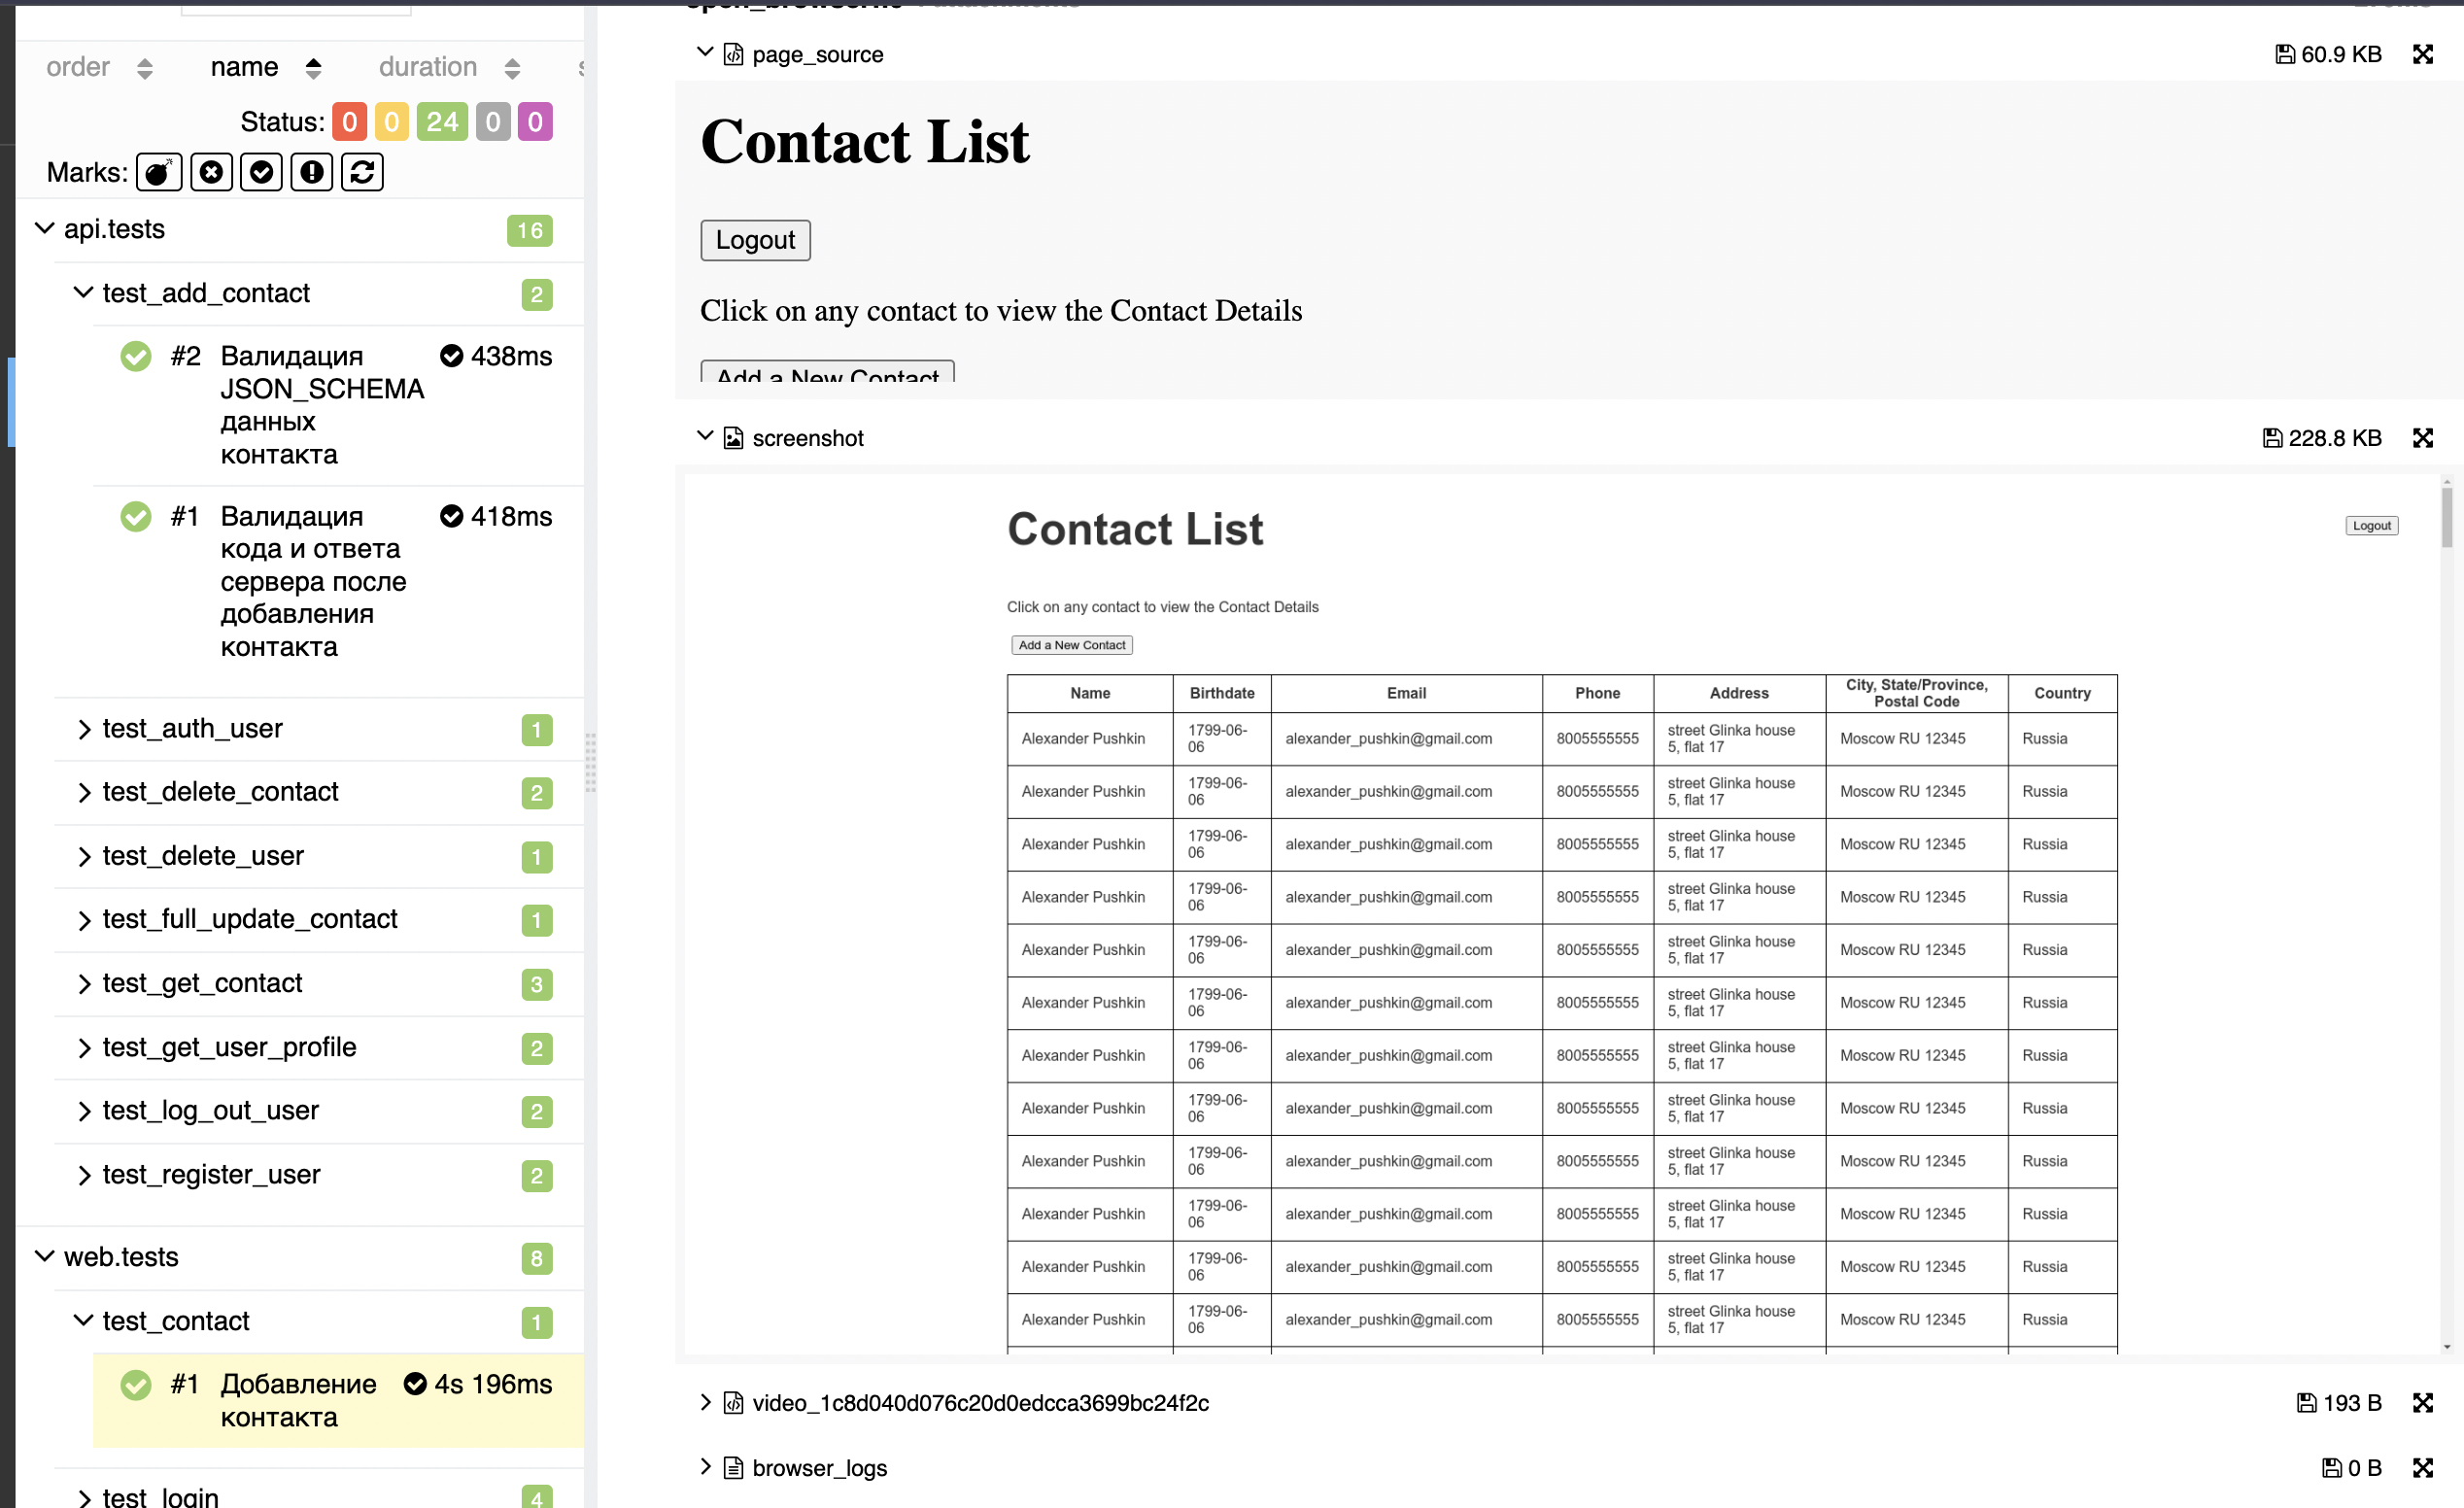 order name duration
Status: 0 0 24 0 0
Marks:
api.tests 16
test_add_contact 2
#2 Валидация 438ms
JSON_SCHEMA
данных
контакта
#1 Валидация 418ms
кода и ответа
сервера после
добавления
контакта
test_auth_user 1
test_delete_contact 2
test_delete_user 1
test_full_update_contact 1
test_get_contact 3
test_get_user_profile 2
test_log_out_user 2
test_register_user 2
web.tests 8
test_contact 1
#1 Добавление 4s 196ms
контакта
test_login 4
page_source 60.9 KB
Contact List
Logout
Click on any contact to view the Contact Details
Add a New Contact
screenshot 228.8 KB
Contact List
Logout
Click on any contact to view the Contact Details
Add a New Contact
Name Birthdate Email Phone Address City, State/Province, Country
Postal Code
Alexander Pushkin 1799-06- alexander_pushkin@gmail.com 8005555555 street Glinka house Moscow RU 12345 Russia
06 5, flat 17
Alexander Pushkin 1799-06- alexander_pushkin@gmail.com 8005555555 street Glinka house Moscow RU 12345 Russia
06 5, flat 17
Alexander Pushkin 1799-06- alexander_pushkin@gmail.com 8005555555 street Glinka house Moscow RU 12345 Russia
06 5, flat 17
Alexander Pushkin 1799-06- alexander_pushkin@gmail.com 8005555555 street Glinka house Moscow RU 12345 Russia
06 5, flat 17
Alexander Pushkin 1799-06- alexander_pushkin@gmail.com 8005555555 street Glinka house Moscow RU 12345 Russia
06 5, flat 17
Alexander Pushkin 1799-06- alexander_pushkin@gmail.com 8005555555 street Glinka house Moscow RU 12345 Russia
06 5, flat 17
Alexander Pushkin 1799-06- alexander_pushkin@gmail.com 8005555555 street Glinka house Moscow RU 12345 Russia
06 5, flat 17
Alexander Pushkin 1799-06- alexander_pushkin@gmail.com 8005555555 street Glinka house Moscow RU 12345 Russia
06 5, flat 17
Alexander Pushkin 1799-06- alexander_pushkin@gmail.com 8005555555 street Glinka house Moscow RU 12345 Russia
06 5, flat 17
Alexander Pushkin 1799-06- alexander_pushkin@gmail.com 8005555555 street Glinka house Moscow RU 12345 Russia
06 5, flat 17
Alexander Pushkin 1799-06- alexander_pushkin@gmail.com 8005555555 street Glinka house Moscow RU 12345 Russia
06 5, flat 17
Alexander Pushkin 1799-06- alexander_pushkin@gmail.com 8005555555 street Glinka house Moscow RU 12345 Russia
06 5, flat 17
video_1c8d040d076c20d0edcca3699bc24f2c 193 B
browser_logs 0 B